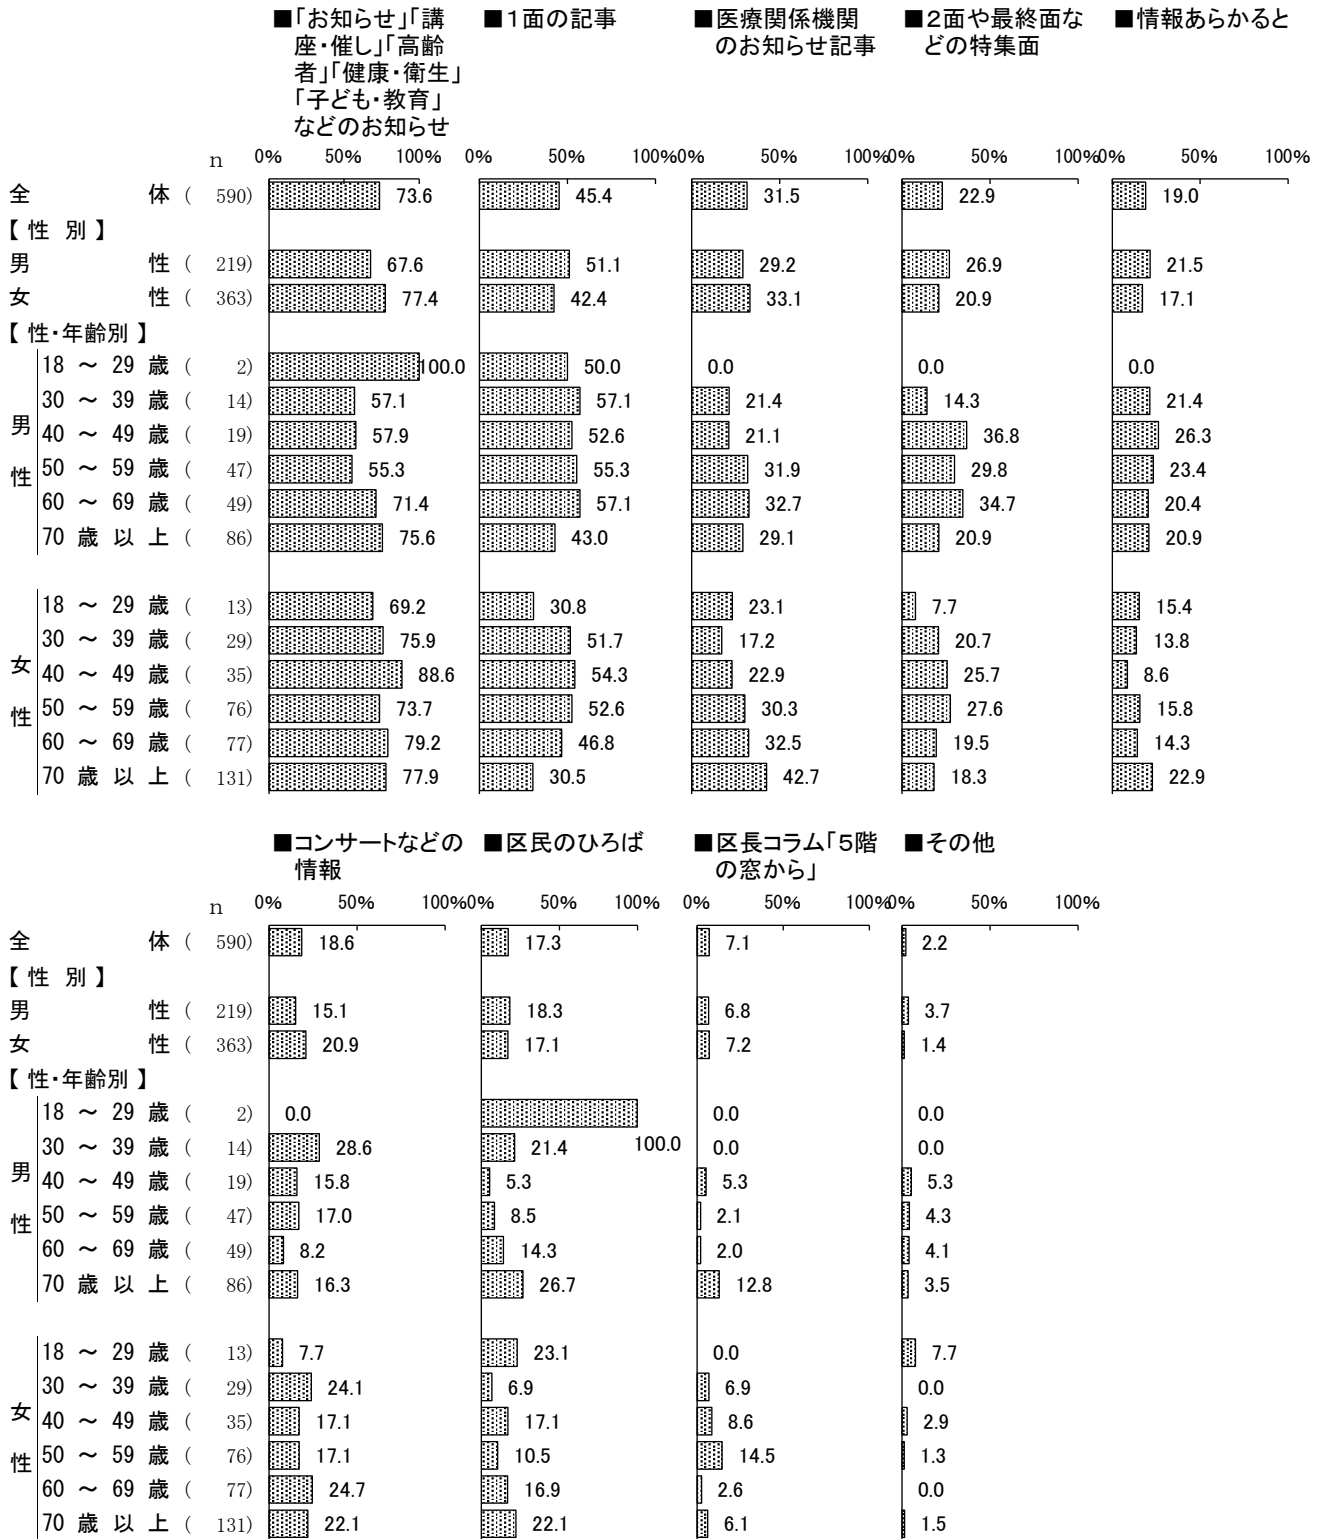 ■「お知らせ」「講 ■1面の記事 ■医療関係機関 ■2面や最終面な ■情報あらかると
座・催し」「高齢 のお知らせ記事 どの特集面
者」「健康・衛生」
「子ども・教育」
などのお知らせ
n 0% 50% 100% 0% 50% 100% 0% 50% 100% 0% 50% 100% 0% 50% 100%
全 体 ( 590) 73.6 45.4 31.5 22.9 19.0
【 性 別 】
男 性 ( 219) 67.6 51.1 29.2 26.9 21.5
女 性 ( 363) 77.4 42.4 33.1 20.9 17.1
【 性・年齢別 】
18 ～ 29 歳 ( 2) 100.0 50.0 0.0 0.0 0.0
30 ～ 39 歳 ( 14) 57.1 57.1 21.4 14.3 21.4
男 40 ～ 49 歳 ( 19) 57.9 52.6 21.1 36.8 26.3
性 50 ～ 59 歳 ( 47) 55.3 55.3 31.9 29.8 23.4
60 ～ 69 歳 ( 49) 71.4 57.1 32.7 34.7 20.4
70 歳 以 上 ( 86) 75.6 43.0 29.1 20.9 20.9
18 ～ 29 歳 ( 13) 69.2 30.8 23.1 7.7 15.4
30 ～ 39 歳 ( 29) 75.9 51.7 17.2 20.7 13.8
女 40 ～ 49 歳 ( 35) 88.6 54.3 22.9 25.7 8.6
性 50 ～ 59 歳 ( 76) 73.7 52.6 30.3 27.6 15.8
60 ～ 69 歳 ( 77) 79.2 46.8 32.5 19.5 14.3
70 歳 以 上 ( 131) 77.9 30.5 42.7 18.3 22.9
■コンサートなどの ■区民のひろば ■区長コラム「5階 ■その他
情報 の窓から」
n 0% 50% 100% 0% 50% 100% 0% 50% 100% 0% 50% 100%
全 体 ( 590) 18.6 17.3 7.1 2.2
【 性 別 】
男 性 ( 219) 15.1 18.3 6.8 3.7
女 性 ( 363) 20.9 17.1 7.2 1.4
【 性・年齢別 】
18 ～ 29 歳 ( 2) 0.0 100.0 0.0 0.0
30 ～ 39 歳 ( 14) 28.6 21.4 0.0 0.0
男 40 ～ 49 歳 ( 19) 15.8 5.3 5.3 5.3
性 50 ～ 59 歳 ( 47) 17.0 8.5 2.1 4.3
60 ～ 69 歳 ( 49) 8.2 14.3 2.0 4.1
70 歳 以 上 ( 86) 16.3 26.7 12.8 3.5
18 ～ 29 歳 ( 13) 7.7 23.1 0.0 7.7
30 ～ 39 歳 ( 29) 24.1 6.9 6.9 0.0
女 40 ～ 49 歳 ( 35) 17.1 17.1 8.6 2.9
性 50 ～ 59 歳 ( 76) 17.1 10.5 14.5 1.3
60 ～ 69 歳 ( 77) 24.7 16.9 2.6 0.0
70 歳 以 上 ( 131) 22.1 22.1 6.1 1.5